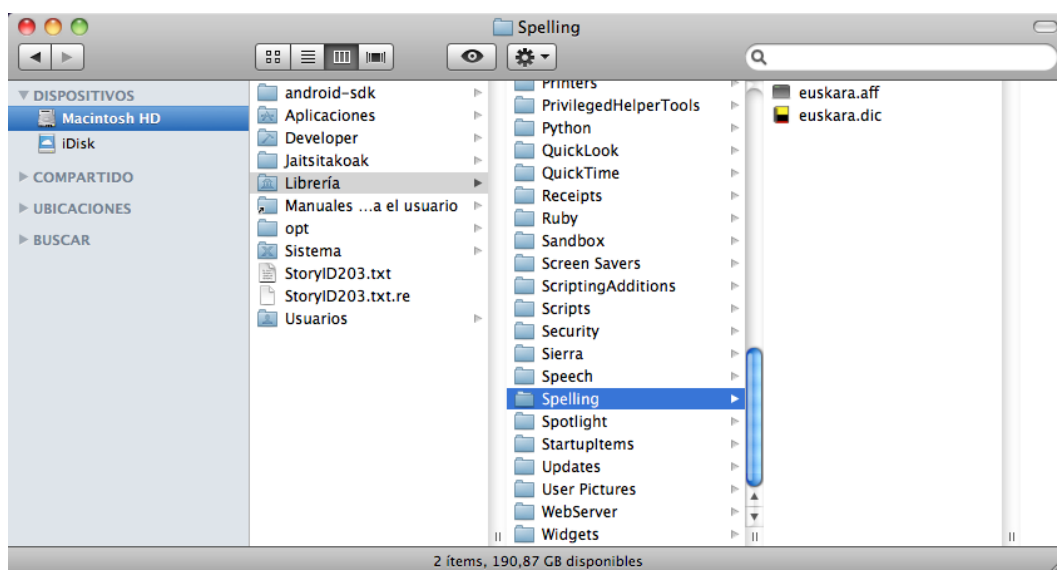 Spelling
DISPOSITIVOS
Macintosh HD
iDisk
COMPARTIDO
UBICACIONES
BUSCAR
android-sdk
Aplicaciones
Developer
Jaitsitakoak
Librería
Manuales ...a el usuario
opt
Sistema
StoryID203.txt
StoryID203.txt.re
Usuarios
Printers
PrivilegedHelperTools
Python
QuickLook
QuickTime
Receipts
Ruby
Sandbox
Screen Savers
ScriptingAdditions
Scripts
Security
Sierra
Speech
Spelling
Spotlight
StartupItems
Updates
User Pictures
WebServer
Widgets
euskara.aff
euskara.dic
2 ítems, 190,87 GB disponibles